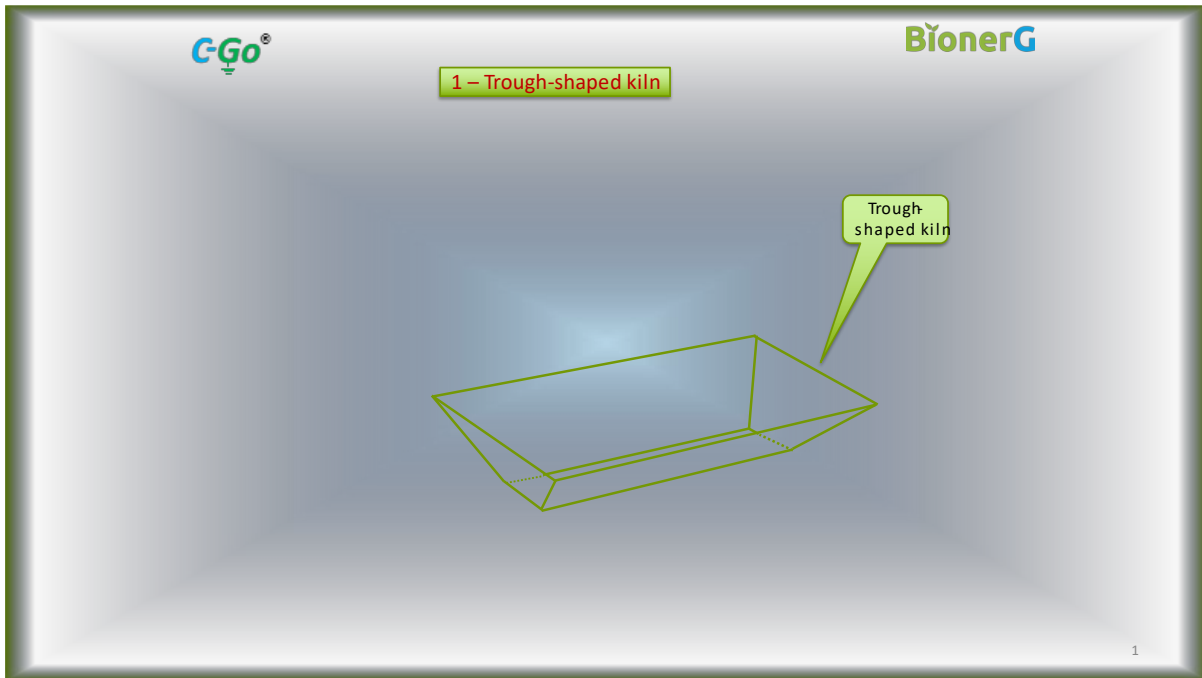 C-Go®
BionerG
1 – Trough-shaped kiln
Trough-
shaped kiln
1